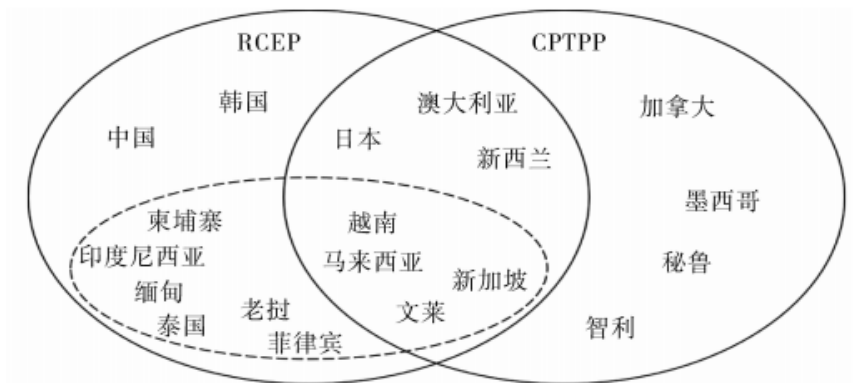 RCEP
CPTPP
韩国
澳大利亚
加拿大
中国
日本
新西兰
墨西哥
柬埔寨
越南
印度尼西亚
马来西亚
秘鲁
缅甸
新加坡
老挝
文莱
泰国
智利
菲律宾